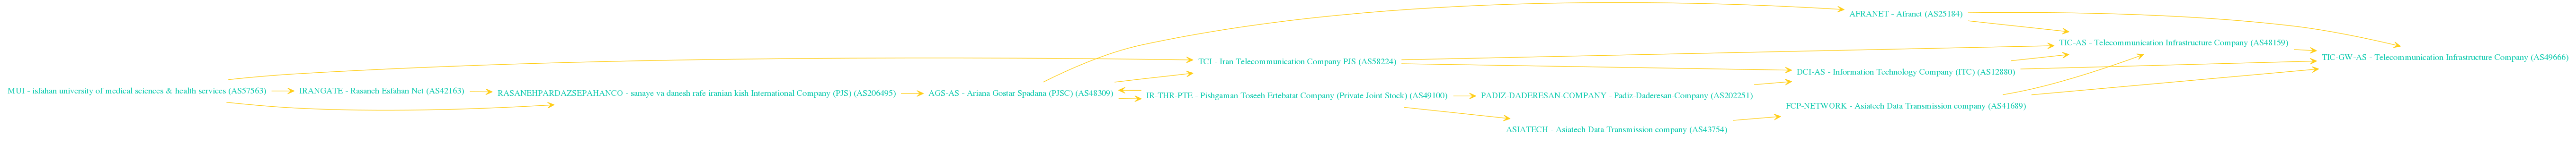 MUI - isfahan university of medical sciences & health services (AS57563)
IRANGATE - Rasaneh Esfahan Net (AS42163)
RASANEHPARDAZSEPAHANCO - sanaye va danesh rafe iranian kish International Company (PJS) (AS206495)
AGS-AS - Ariana Gostar Spadana (PJSC) (AS48309)
TCI - Iran Telecommunication Company PJS (AS58224)
IR-THR-PTE - Pishgaman Toseeh Ertebatat Company (Private Joint Stock) (AS49100)
PADIZ-DADERESAN-COMPANY - Padiz-Daderesan-Company (AS202251)
ASIATECH - Asiatech Data Transmission company (AS43754)
AFRANET - Afranet (AS25184)
DCI-AS - Information Technology Company (ITC) (AS12880)
FCP-NETWORK - Asiatech Data Transmission company (AS41689)
TIC-AS - Telecommunication Infrastructure Company (AS48159)
TIC-GW-AS - Telecommunication Infrastructure Company (AS49666)